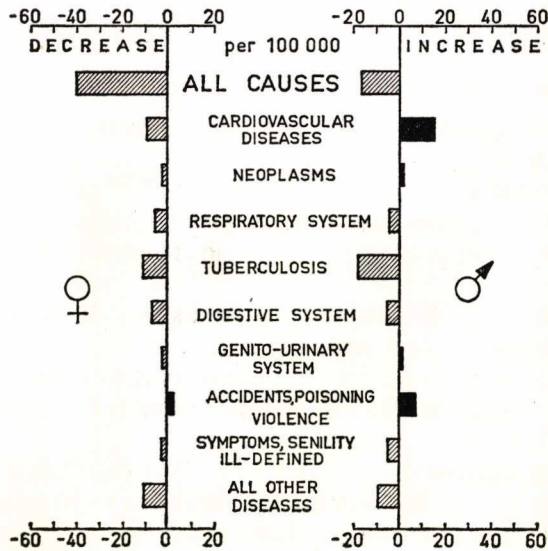 -60 -40 -20 0 20 -20 0 20 40 60
DECREASE per 100 000 INCREASE
ALL CAUSES
CARDIOVASCULAR
DISEASES
NEOPLASMS
RESPIRATORY SYSTEM
TUBERCULOSIS
♀ ♂
DIGESTIVE SYSTEM
GENITO-URINARY
SYSTEM
ACCIDENTS,POISONING
VIOLENCE
SYMPTOMS, SENILITY
ILL-DEFINED
ALL OTHER
DISEASES
-60 -40 -20 0 20 -20 0 20 40 60